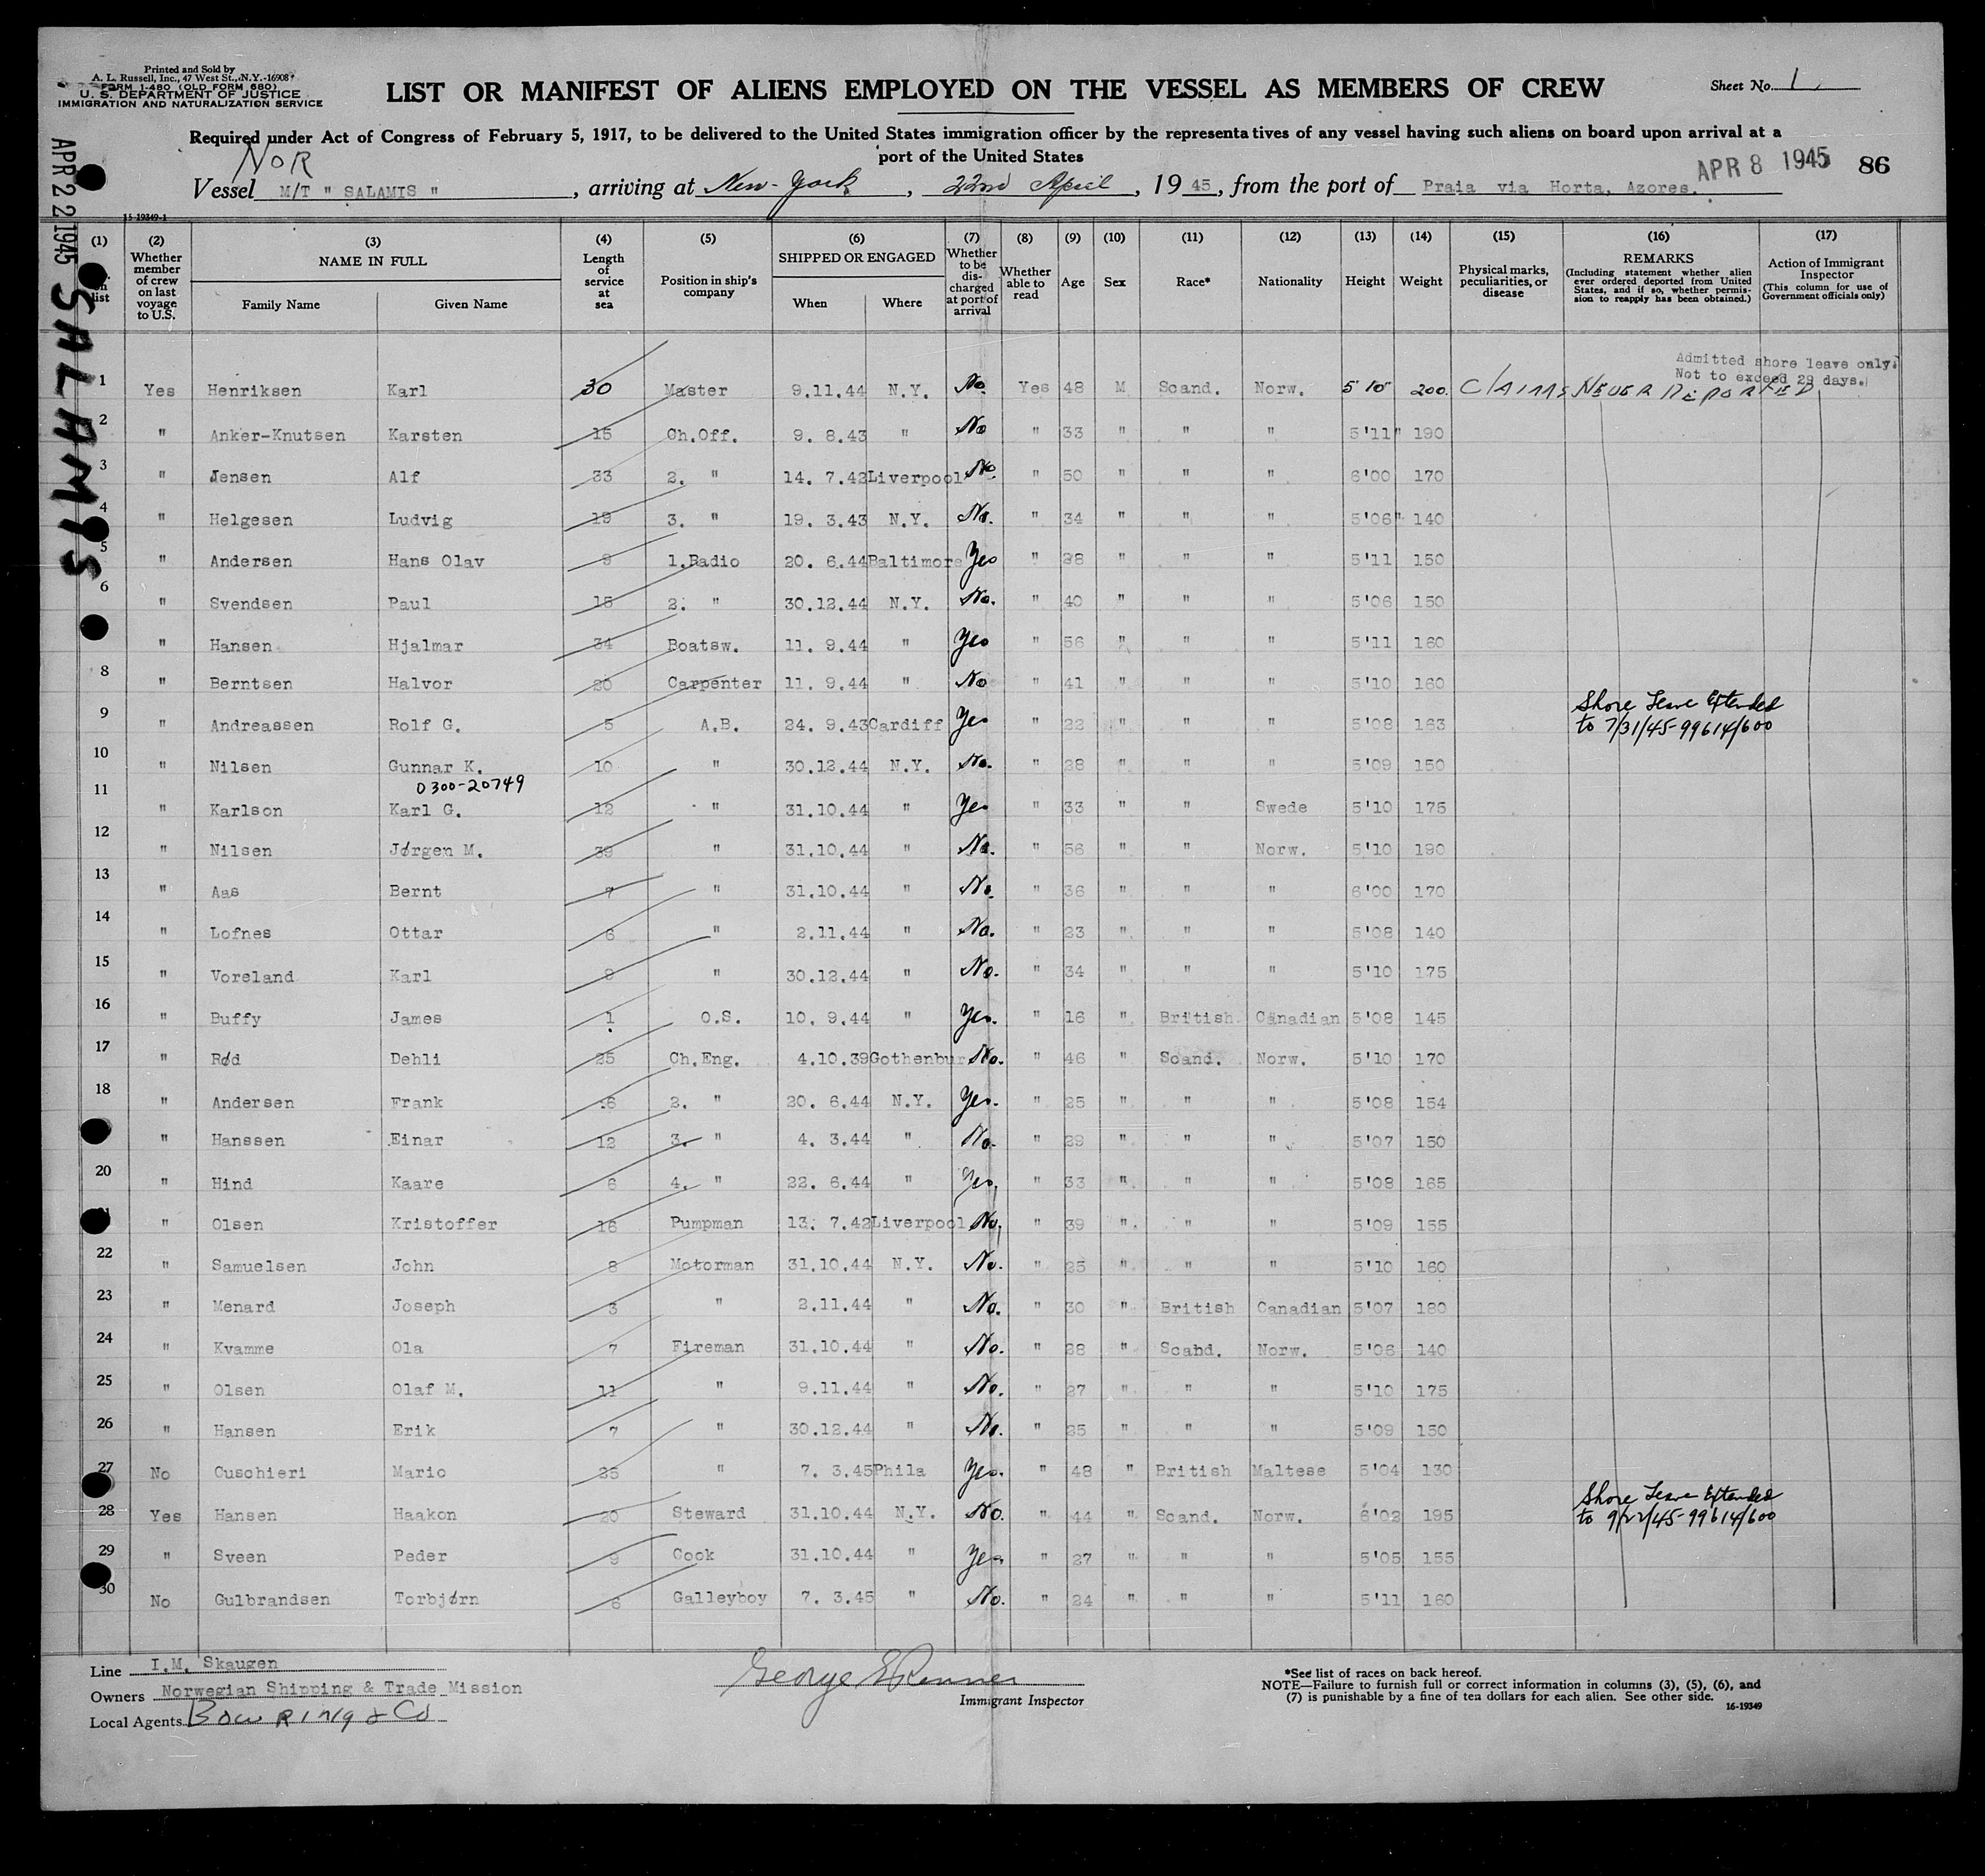 Printed and Sold by
A. L. Russell, Inc., 47 West St., N.Y.-16908
FORM I-480 (OLD FORM 680)
U. S. DEPARTMENT OF JUSTICE
IMMIGRATION AND NATURALIZATION SERVICE
LIST OR MANIFEST OF ALIENS EMPLOYED ON THE VESSEL AS MEMBERS OF CREW
Sheet No. 1
Required under Act of Congress of February 5, 1917, to be delivered to the United States immigration officer by the representatives of any vessel having such aliens on board upon arrival at a
port of the United States
NOR
APR 8 1945 86
Vessel M/T " SALAMIS ", arriving at New-York, 22nd April, 19 45, from the port of Praia via Horta, Azores.
APR 22 1945
SALAMIS
15-19349-1
(1) (2) (3) (4) (5) (6) (7) (8) (9) (10) (11) (12) (13) (14) (15) (16) (17)
list
Whether member of crew on last voyage to U.S.
NAME IN FULL
Family Name Given Name
Length of service at sea
Position in ship's company
SHIPPED OR ENGAGED
When Where
Whether to be discharged at port of arrival
Whether able to read
Age
Sex
Race*
Nationality
Height
Weight
Physical marks, peculiarities, or disease
REMARKS
(Including statement whether alien ever ordered deported from United States, and if so, whether permission to reapply has been obtained.)
Action of Immigrant Inspector
(This column for use of Government officials only)
Admitted shore leave only.
Not to exceed 29 days.
1 Yes Henriksen Karl 30 Master 9.11.44 N.Y. No. Yes 48 M Scand. Norw. 5 10" 200. Claims Never Deported
2 " Anker-Knutsen Karsten 15 Ch.Off. 9. 8.43 " No " 33 " " " 5'11" 190
3 " Jensen Alf 33 2. " 14. 7.42 Liverpool No. " 50 " " " 6'00 170
4 " Helgesen Ludvig 19 3. " 19. 3.43 N.Y. No. " 34 " " " 5'06" 140
5 " Andersen Hans Olav 9 1.Radio 20. 6.44 Baltimore Yes " 28 " " " 5'11 150
6 " Svendsen Paul 15 2. " 30.12.44 N.Y. No. " 40 " " " 5'06 150
" Hansen Hjalmar 34 Boatsw. 11. 9.44 " Yes " 56 " " " 5'11 160
8 " Berntsen Halvor 20 Carpenter 11. 9.44 " No " 41 " " " 5'10 160
9 " Andreassen Rolf G. 5 A.B. 24. 9.43 Cardiff Yes " 22 " " " 5'08 163 Shore Leave Extended
to 7/31/45-99614/600
10 " Nilsen Gunnar K. 10 " 30.12.44 N.Y. No. " 28 " " " 5'09 150
0300-20749
11 " Karlson Karl G. 12 " 31.10.44 " Yes " 33 " " Swede 5'10 175
12 " Nilsen Jørgen M. 39 " 31.10.44 " No. " 56 " " Norw. 5'10 190
13 " Aas Bernt 7 " 31.10.44 " No. " 36 " " " 6'00 170
14 " Lofnes Ottar 6 " 2.11.44 " No. " 23 " " " 5'08 140
15 " Voreland Karl 9 " 30.12.44 " No. " 34 " " " 5'10 175
16 " Buffy James 1 O.S. 10. 9.44 " Yes. " 16 " British Canadian 5'08 145
17 " Rød Dehli 25 Ch.Eng. 4.10.39 Gothenbur No. " 46 " Scand. Norw. 5'10 170
18 " Andersen Frank 6 2. " 20. 6.44 N.Y. Yes. " 25 " " " 5'08 154
" Hanssen Einar 12 3. " 4. 3.44 " No. " 29 " " " 5'07 150
20 " Hind Kaare 6 4. " 22. 6.44 " Yes. " 33 " " " 5'08 165
" Olsen Kristoffer 16 Pumpman 13. 7.42 Liverpool No. " 39 " " " 5'09 155
22 " Samuelsen John 8 Motorman 31.10.44 N.Y. No. " 25 " " " 5'10 160
23 " Menard Joseph 3 " 2.11.44 " No. " 30 " British Canadian 5'07 180
24 " Kvamme Ola 7 Fireman 31.10.44 " No. " 28 " Scand. Norw. 5'06 140
25 " Olsen Olaf M. 11 " 9.11.44 " No. " 27 " " " 5'10 175
26 " Hansen Erik 7 " 30.12.44 " No. " 25 " " " 5'09 150
27 No Cuschieri Mario 25 " 7. 3.45 Phila Yes. " 48 " British Maltese 5'04 130
28 Yes Hansen Haakon 20 Steward 31.10.44 N.Y. No. " 44 " Scand. Norw. 6'02 195 Shore Leave Extended
to 9/22/45-99614/600
29 " Sveen Peder 9 Cook 31.10.44 " Yes " 27 " " " 5'05 155
30 No Gulbrandsen Torbjørn 6 Galleyboy 7. 3.45 " No. " 24 " " " 5'11 160
Line I.M. Skaugen
Owners Norwegian Shipping & Trade Mission
Local Agents Bowring & Co
George Renner
Immigrant Inspector
*See list of races on back hereof.
NOTE—Failure to furnish full or correct information in columns (3), (5), (6), and
(7) is punishable by a fine of ten dollars for each alien. See other side.
16-19349